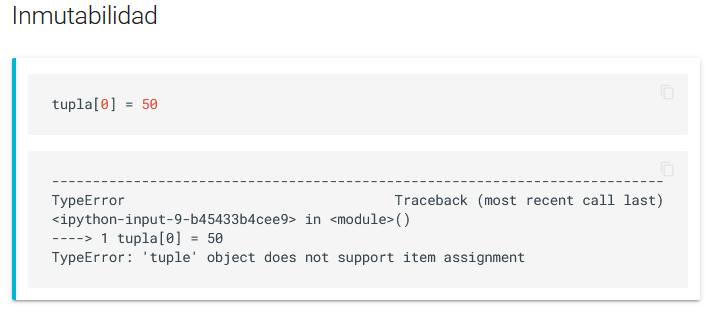 Inmutabilidad
tupla[0] = 50
---------------------------------------------------------------------------
TypeError                                 Traceback (most recent call last)
<ipython-input-9-b45433b4cee9> in <module>()
----> 1 tupla[0] = 50
TypeError: 'tuple' object does not support item assignment